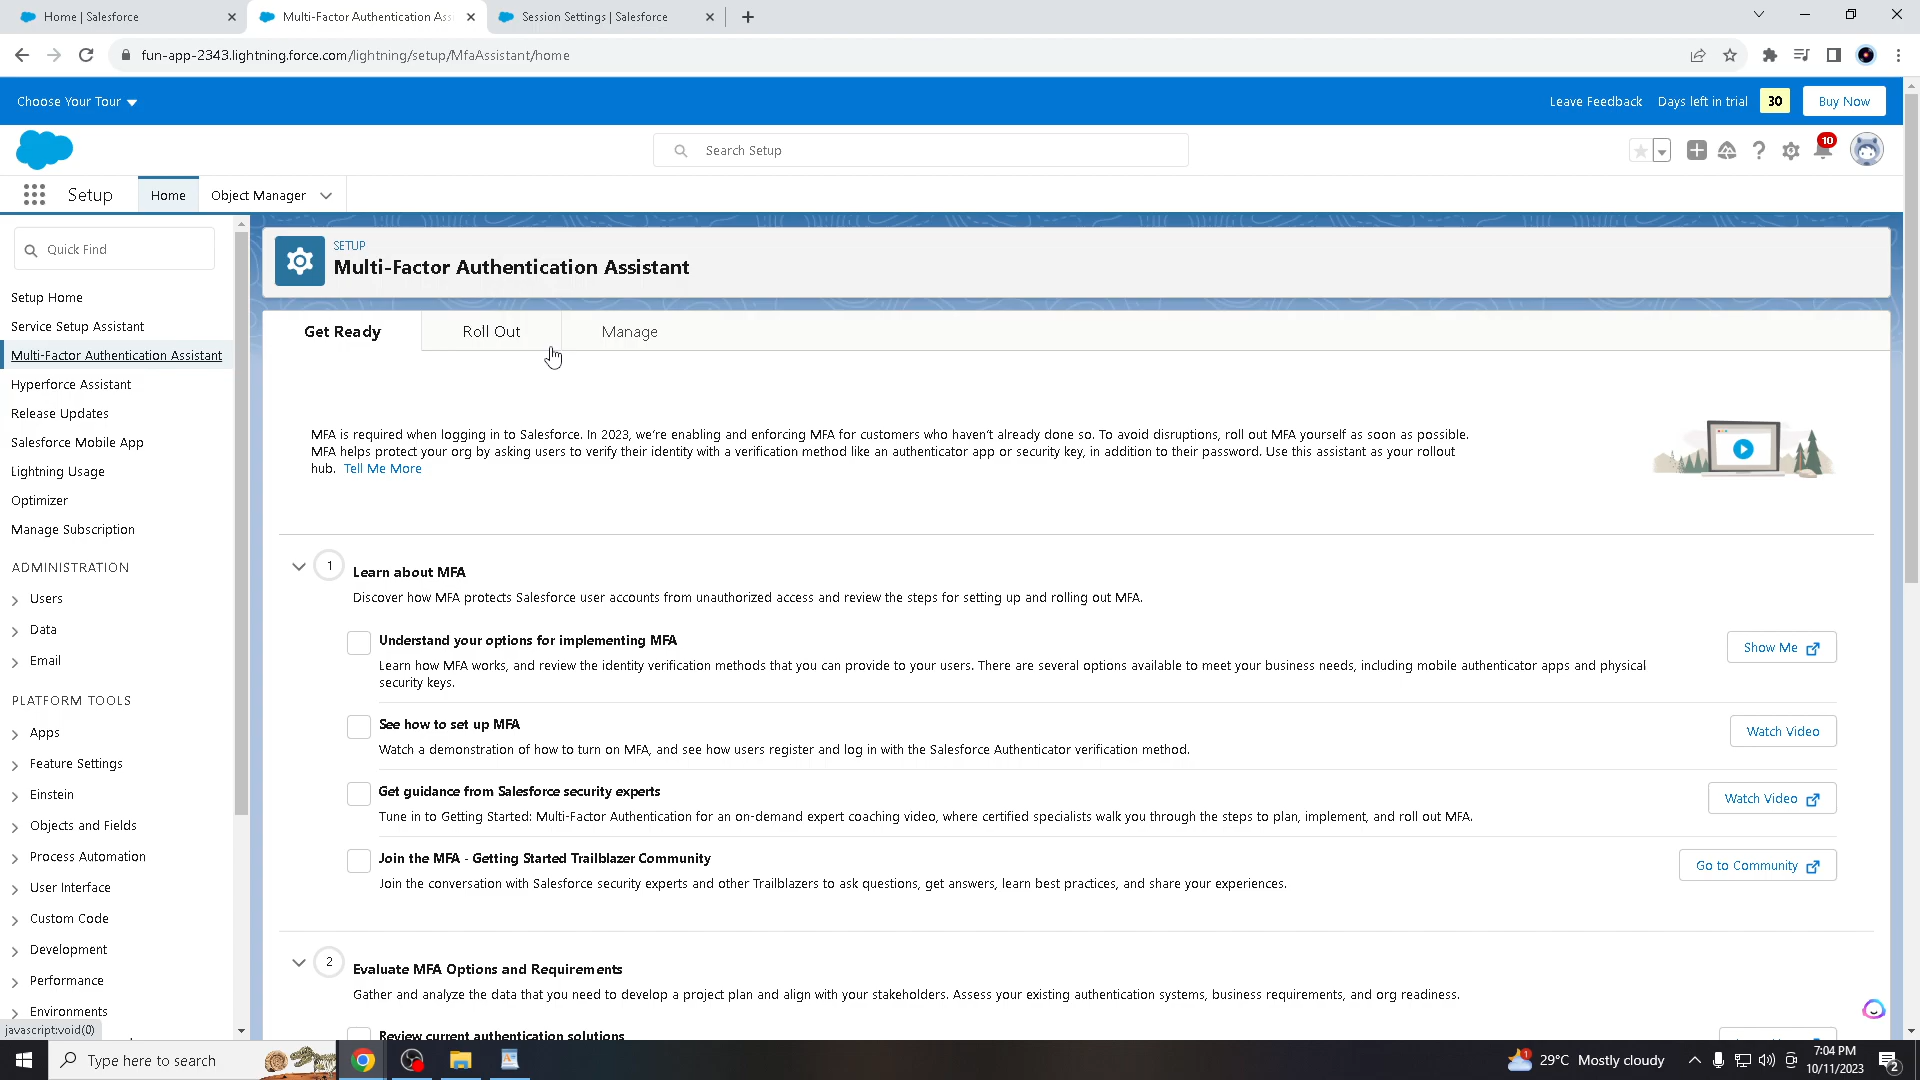 Home | Salesforce
Multi-Factor Authentication Ass
Session Settings | Salesforce
fun-app-2343.lightning.force.com/lightning/setup/MfaAssistant/home
Choose Your Tour
Leave Feedback
Days left in trial
30
Buy Now
Search Setup
10
Setup
Home
Object Manager
Quick Find
Setup Home
Service Setup Assistant
Multi-Factor Authentication Assistant
Hyperforce Assistant
Release Updates
Salesforce Mobile App
Lightning Usage
Optimizer
Manage Subscription
ADMINISTRATION
Users
Data
Email
PLATFORM TOOLS
Apps
Feature Settings
Einstein
Objects and Fields
Process Automation
User Interface
Custom Code
Development
Performance
Environments
javascript:void(0)
SETUP
Multi-Factor Authentication Assistant
Get Ready
Roll Out
Manage
MFA is required when logging in to Salesforce. In 2023, we're enabling and enforcing MFA for customers who haven't already done so. To avoid disruptions, roll out MFA yourself as soon as possible.
MFA helps protect your org by asking users to verify their identity with a verification method like an authenticator app or security key, in addition to their password. Use this assistant as your rollout
hub. Tell Me More
1
Learn about MFA
Discover how MFA protects Salesforce user accounts from unauthorized access and review the steps for setting up and rolling out MFA.
Understand your options for implementing MFA
Learn how MFA works, and review the identity verification methods that you can provide to your users. There are several options available to meet your business needs, including mobile authenticator apps and physical
security keys.
Show Me
See how to set up MFA
Watch a demonstration of how to turn on MFA, and see how users register and log in with the Salesforce Authenticator verification method.
Watch Video
Get guidance from Salesforce security experts
Tune in to Getting Started: Multi-Factor Authentication for an on-demand expert coaching video, where certified specialists walk you through the steps to plan, implement, and roll out MFA.
Watch Video
Join the MFA - Getting Started Trailblazer Community
Join the conversation with Salesforce security experts and other Trailblazers to ask questions, get answers, learn best practices, and share your experiences.
Go to Community
2
Evaluate MFA Options and Requirements
Gather and analyze the data that you need to develop a project plan and align with your stakeholders. Assess your existing authentication systems, business requirements, and org readiness.
Review current authentication solutions
Type here to search
1
29°C Mostly cloudy
7:04 PM
10/11/2023
2